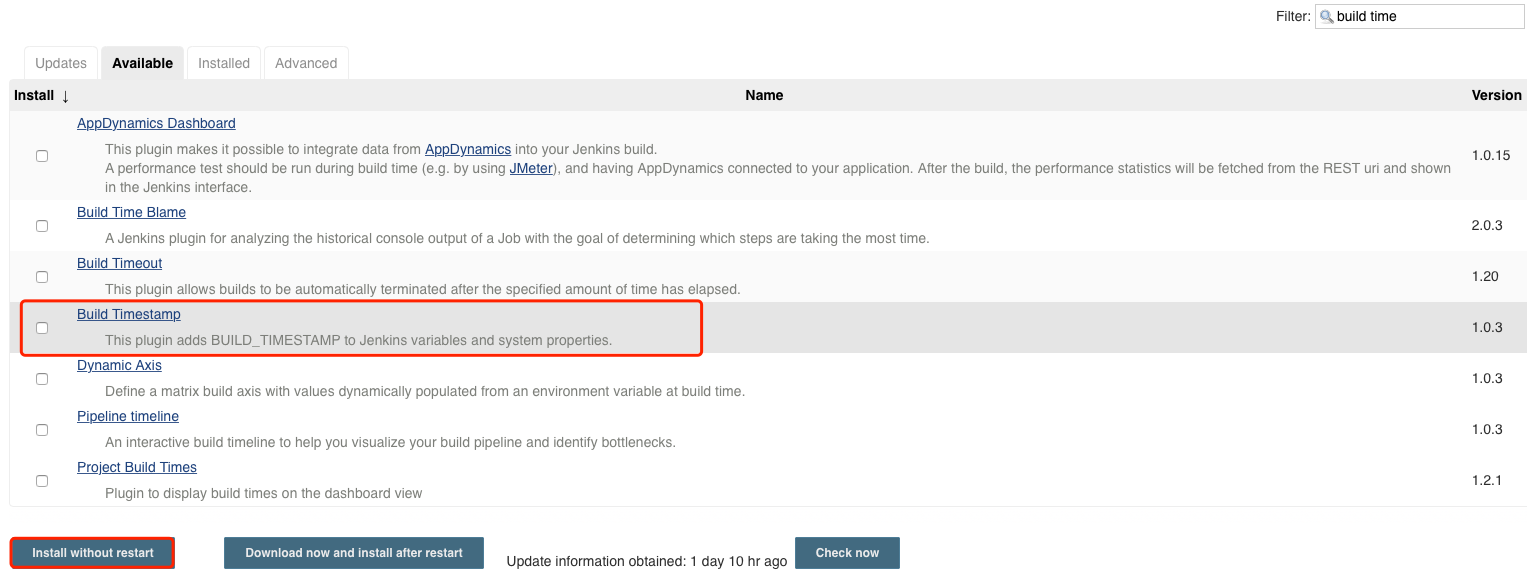 Filter: build time
Updates Available Installed Advanced
Install ↓ Name Version
AppDynamics Dashboard
This plugin makes it possible to integrate data from AppDynamics into your Jenkins build.
A performance test should be run during build time (e.g. by using JMeter), and having AppDynamics connected to your application. After the build, the performance statistics will be fetched from the REST uri and shown
in the Jenkins interface.
1.0.15
Build Time Blame
A Jenkins plugin for analyzing the historical console output of a Job with the goal of determining which steps are taking the most time.
2.0.3
Build Timeout
This plugin allows builds to be automatically terminated after the specified amount of time has elapsed.
1.20
Build Timestamp
This plugin adds BUILD_TIMESTAMP to Jenkins variables and system properties.
1.0.3
Dynamic Axis
Define a matrix build axis with values dynamically populated from an environment variable at build time.
1.0.3
Pipeline timeline
An interactive build timeline to help you visualize your build pipeline and identify bottlenecks.
1.0.3
Project Build Times
Plugin to display build times on the dashboard view
1.2.1
Install without restart Download now and install after restart Update information obtained: 1 day 10 hr ago Check now